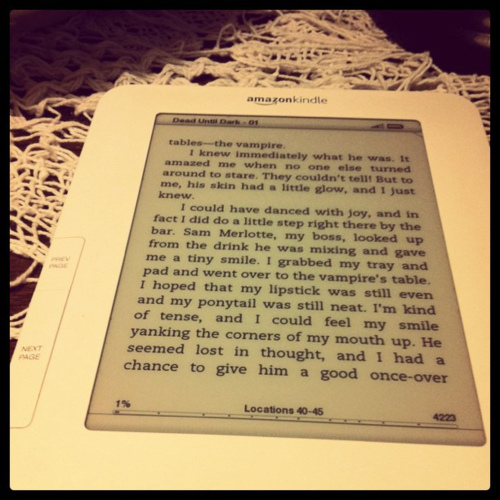 amazonkindle
Dead Until Dark - 01
tables—the vampire.
I knew immediately what he was. It
amazed me when no one else turned
around to stare. They couldn't tell! But to
me, his skin had a little glow, and I just
knew.
I could have danced with joy, and in
fact I did do a little step right there by the
bar. Sam Merlotte, my boss, looked up
from the drink he was mixing and gave
me a tiny smile. I grabbed my tray and
pad and went over to the vampire's table.
I hoped that my lipstick was still even
and my ponytail was still neat. I'm kind
of tense, and I could feel my smile
yanking the corners of my mouth up. He
seemed lost in thought, and I had a
chance to give him a good once-over
1%
Locations 40-45
4223
PREV
PAGE
NEXT
PAGE